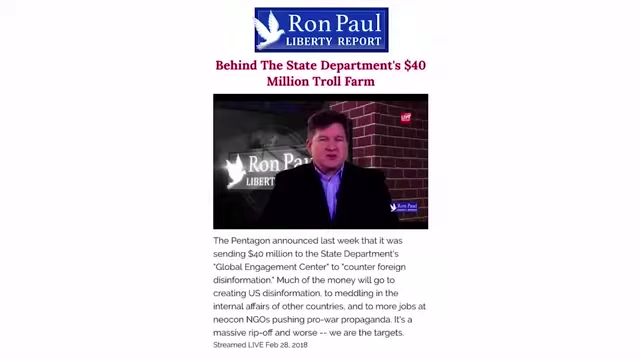 Ron Paul
LIBERTY REPORT
Behind The State Department's $40
Million Troll Farm
LIVE
Ron Paul
LIBERTY R
Ron Paul
The Pentagon announced last week that it was
sending $40 million to the State Department's
"Global Engagement Center" to "counter foreign
disinformation." Much of the money will go to
creating US disinformation, to meddling in the
internal affairs of other countries, and to more jobs at
neocon NGOs pushing pro-war propaganda. It's a
massive rip-off and worse -- we are the targets.
Streamed LIVE Feb 28, 2018